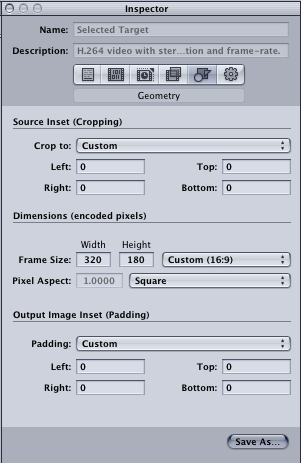 Inspector
Name: Selected Target
Description: H.264 video with ster...tion and frame-rate.
Geometry
Source Inset (Cropping)
Crop to: Custom
Left: 0 Top: 0
Right: 0 Bottom: 0
Dimensions (encoded pixels)
Width Height
Frame Size: 320 180 Custom (16:9)
Pixel Aspect: 1.0000 Square
Output Image Inset (Padding)
Padding: Custom
Left: 0 Top: 0
Right: 0 Bottom: 0
Save As...